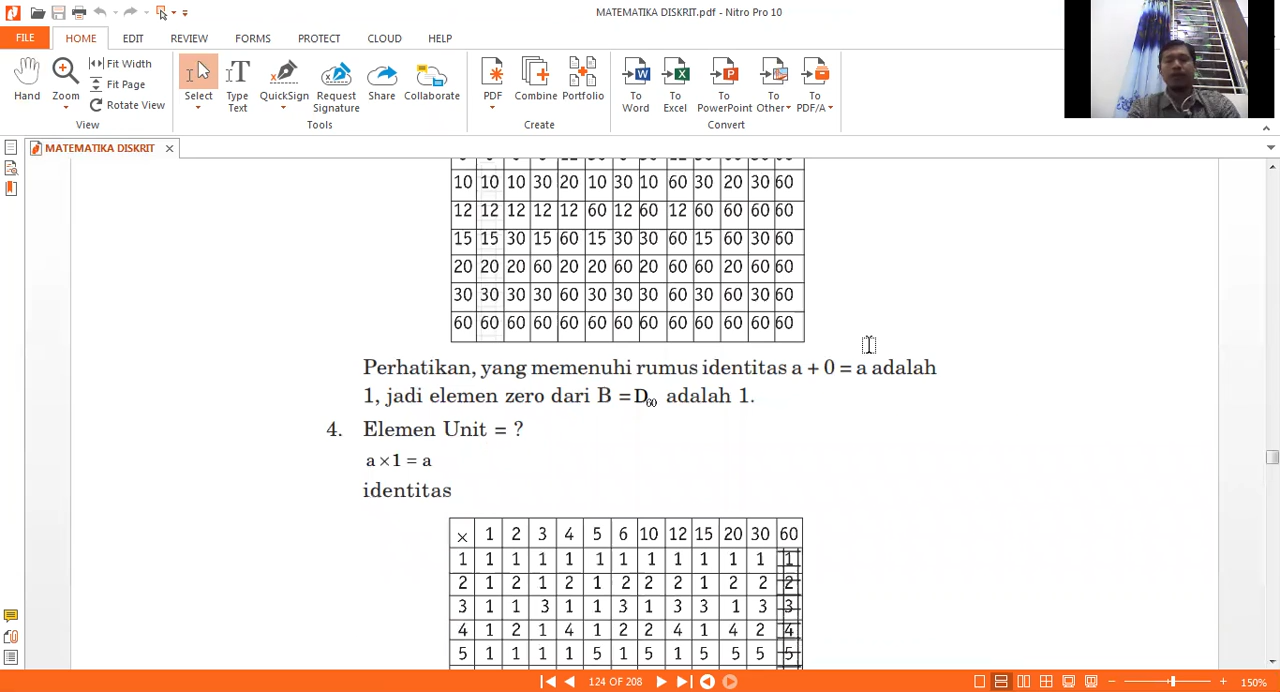 MATEMATIKA DISKRIT.pdf - Nitro Pro 10
FILE HOME EDIT REVIEW FORMS PROTECT CLOUD HELP
Hand
Zoom
Fit Width
Fit Page
Rotate View
View
Select
Type Text
QuickSign
Request Signature
Share
Collaborate
Tools
PDF
Combine
Portfolio
Create
To Word
To Excel
To PowerPoint
To Other
To PDF/A
Convert
MATEMATIKA DISKRIT
10 10 10 30 20 10 30 10 60 30 20 30 60
12 12 12 12 12 60 12 60 12 60 60 60 60
15 15 30 15 60 15 30 30 60 15 60 30 60
20 20 20 60 20 20 60 20 60 60 20 60 60
30 30 30 30 60 30 30 30 60 30 60 30 60
60 60 60 60 60 60 60 60 60 60 60 60 60
Perhatikan, yang memenuhi rumus identitas a + 0 = a adalah
1, jadi elemen zero dari B = D60 adalah 1.
4. Elemen Unit = ?
a × 1 = a
identitas
× 1 2 3 4 5 6 10 12 15 20 30 60
1 1 1 1 1 1 1 1 1 1 1 1 1
2 1 2 1 2 1 2 2 2 1 2 2 2
3 1 1 3 1 1 3 1 3 3 1 3 3
4 1 2 1 4 1 2 2 4 1 4 2 4
5 1 1 1 1 5 1 5 1 5 5 5 5
124 OF 208
150%